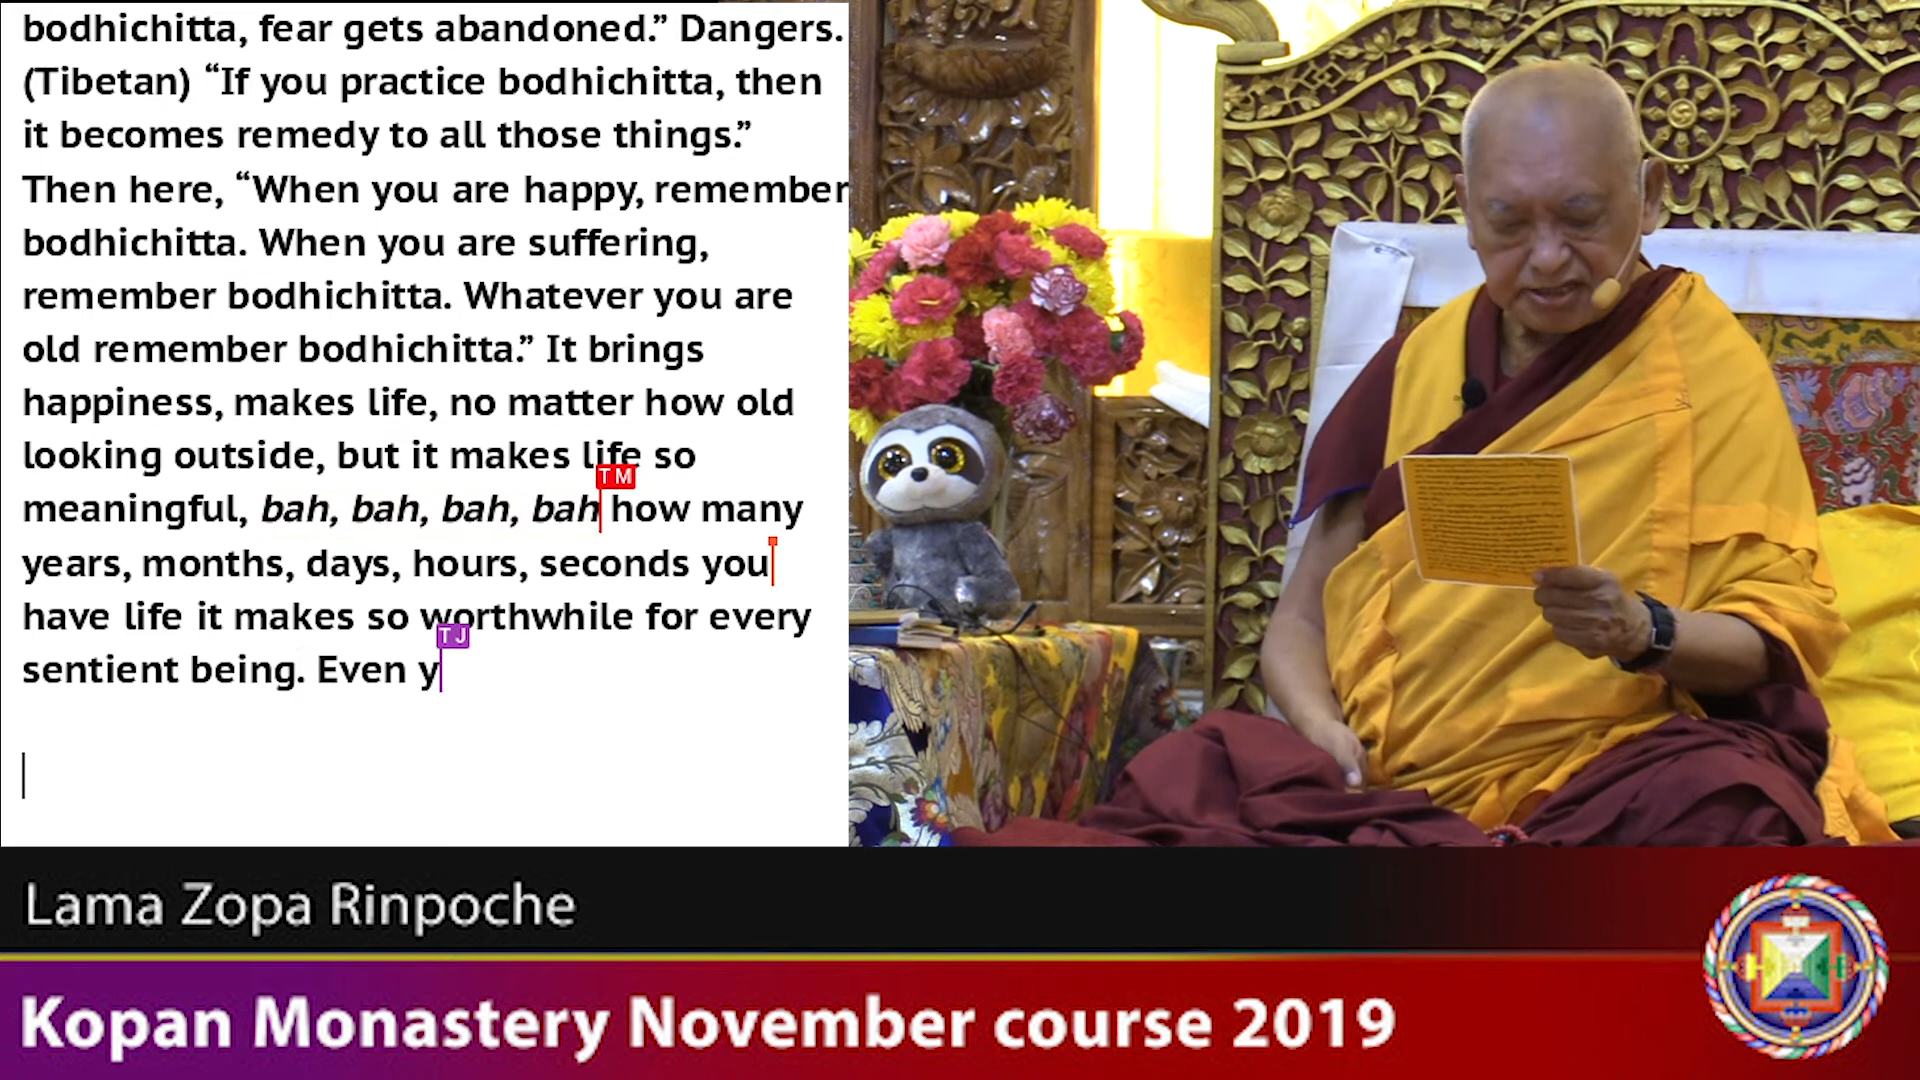 bodhichitta, fear gets abandoned.” Dangers.
(Tibetan) “If you practice bodhichitta, then
it becomes remedy to all those things.”
Then here, “When you are happy, remember
bodhichitta. When you are suffering,
remember bodhichitta. Whatever you are
old remember bodhichitta.” It brings
happiness, makes life, no matter how old
looking outside, but it makes life so
TM
meaningful, bah, bah, bah, bah how many
years, months, days, hours, seconds you
have life it makes so worthwhile for every
TJ
sentient being. Even y
Lama Zopa Rinpoche
Kopan Monastery November course 2019